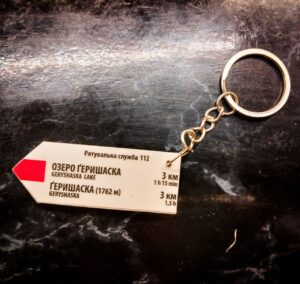 Рятувальна служба 112
ОЗЕРО ҐЕРИШАСКА 3 КМ
GERYSHASKA LAKE 1 h 15 min
ҐЕРИШАСКА (1762 м) 3 КМ
GERYSHASKA 1,5 h